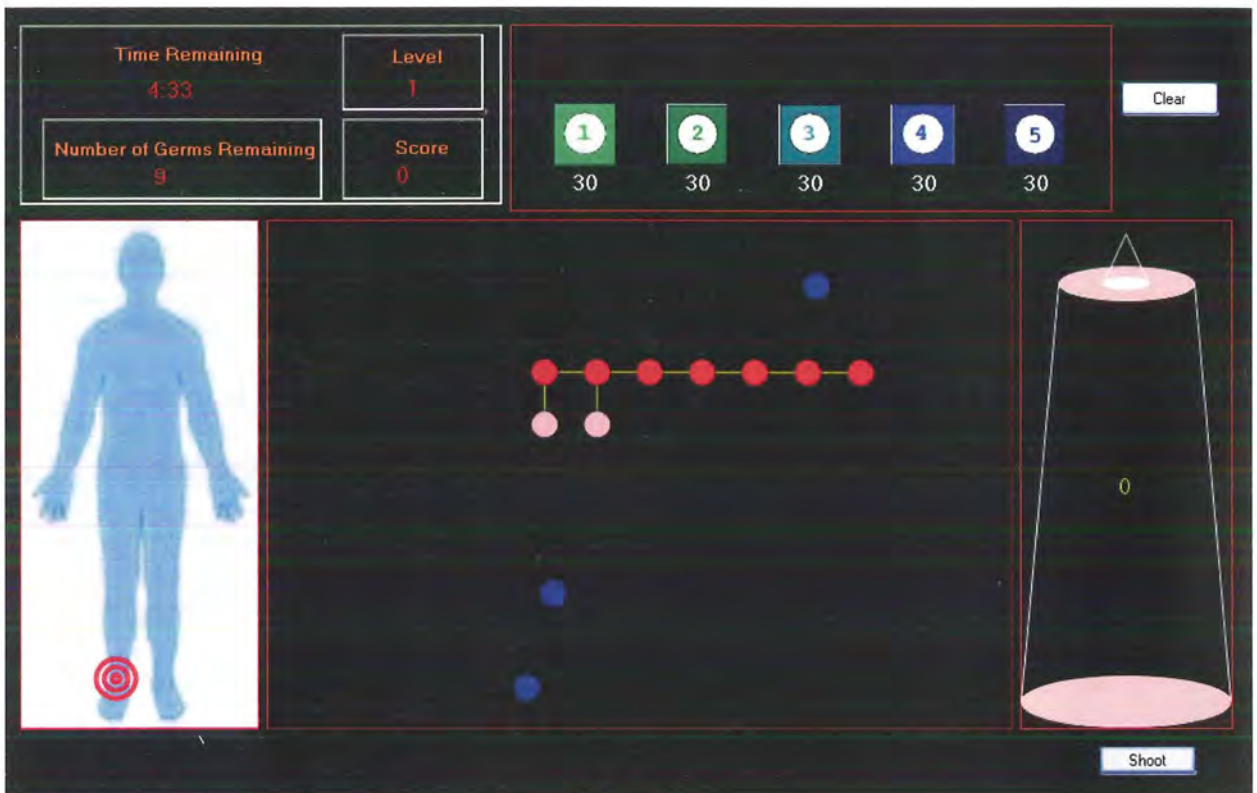 Time Remaining
4:33
Level
1
Number of Germs Remaining
9
Score
0
1 2 3 4 5
30 30 30 30 30
Clear
0
Shoot